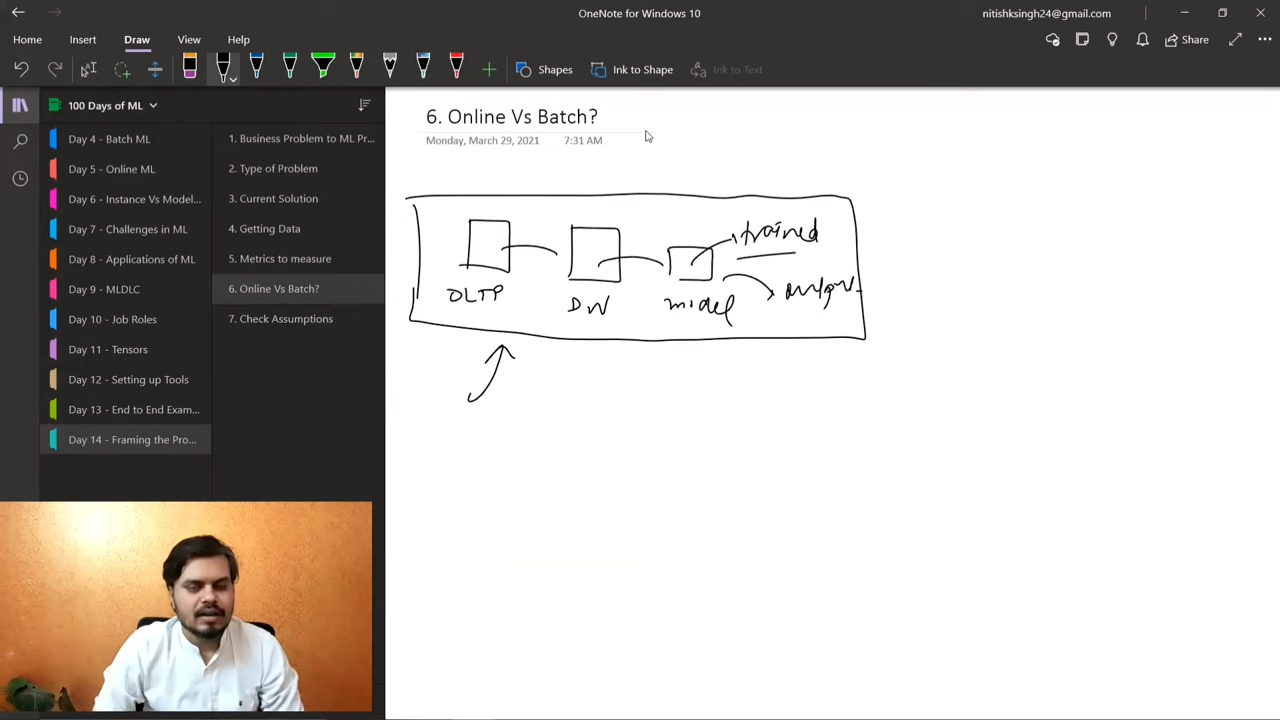 OneNote for Windows 10
nitishksingh24@gmail.com
Home
Insert
Draw
View
Help
Share
Shapes
Ink to Shape
Ink to Text
100 Days of ML
Day 4 - Batch ML
Day 5 - Online ML
Day 6 - Instance Vs Model...
Day 7 - Challenges in ML
Day 8 - Applications of ML
Day 9 - MLDLC
Day 10 - Job Roles
Day 11 - Tensors
Day 12 - Setting up Tools
Day 13 - End to End Exam...
Day 14 - Framing the Pro...
1. Business Problem to ML Pr...
2. Type of Problem
3. Current Solution
4. Getting Data
5. Metrics to measure
6. Online Vs Batch?
7. Check Assumptions
6. Online Vs Batch?
Monday, March 29, 2021 7:31 AM
trained
OLTP
DW
model